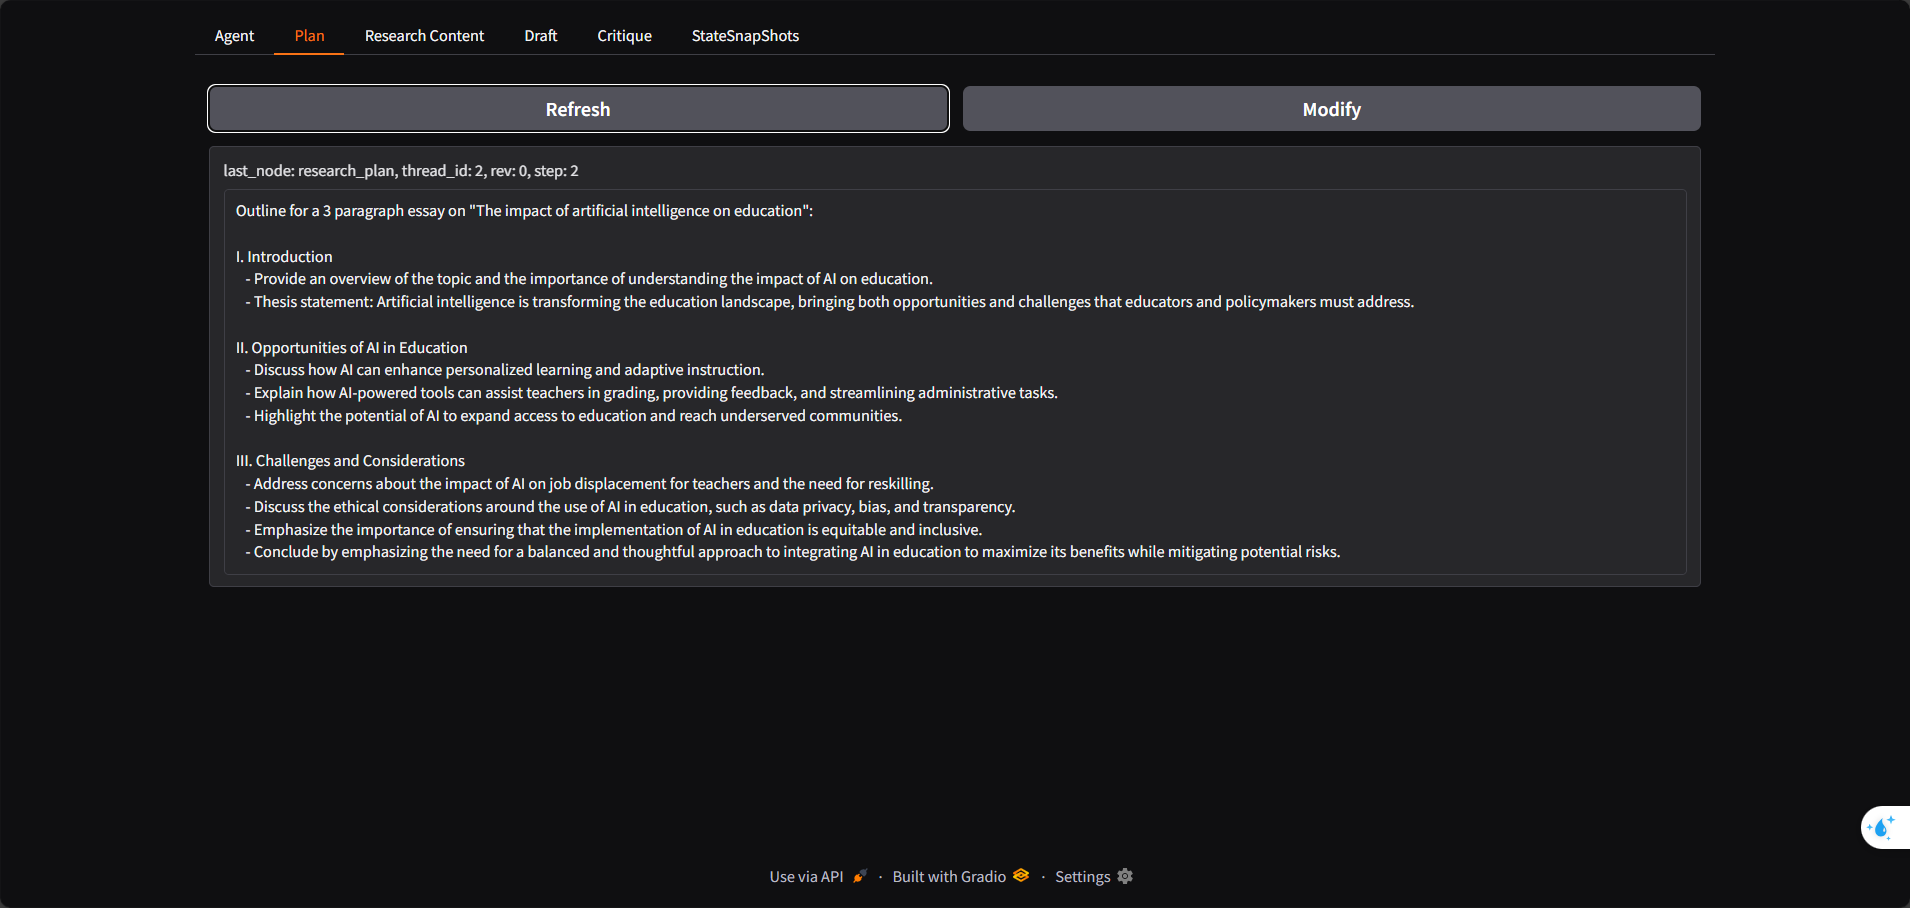 Agent Plan Research Content Draft Critique StateSnapShots
Refresh Modify
last_node: research_plan, thread_id: 2, rev: 0, step: 2
Outline for a 3 paragraph essay on "The impact of artificial intelligence on education":
I. Introduction
- Provide an overview of the topic and the importance of understanding the impact of AI on education.
- Thesis statement: Artificial intelligence is transforming the education landscape, bringing both opportunities and challenges that educators and policymakers must address.
II. Opportunities of AI in Education
- Discuss how AI can enhance personalized learning and adaptive instruction.
- Explain how AI-powered tools can assist teachers in grading, providing feedback, and streamlining administrative tasks.
- Highlight the potential of AI to expand access to education and reach underserved communities.
III. Challenges and Considerations
- Address concerns about the impact of AI on job displacement for teachers and the need for reskilling.
- Discuss the ethical considerations around the use of AI in education, such as data privacy, bias, and transparency.
- Emphasize the importance of ensuring that the implementation of AI in education is equitable and inclusive.
- Conclude by emphasizing the need for a balanced and thoughtful approach to integrating AI in education to maximize its benefits while mitigating potential risks.
Use via API · Built with Gradio · Settings